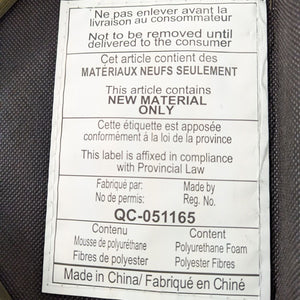 Ne pas enlever avant la
livraison au consommateur
Not to be removed until
delivered to the consumer
Cet article contient des
MATÉRIAUX NEUFS SEULEMENT
This article contains
NEW MATERIAL
ONLY
Cette étiquette est apposée
conformément à la loi de la province
This label is affixed in compliance
with Provincial Law
Fabriqué par: Made by
No de permis: Reg. No.
QC-051165
Contenu Content
Mousse de polyuréthane Polyurethane Foam
Fibres de polyester Polyester Fibres
Made in China/ Fabriqué en Chiné